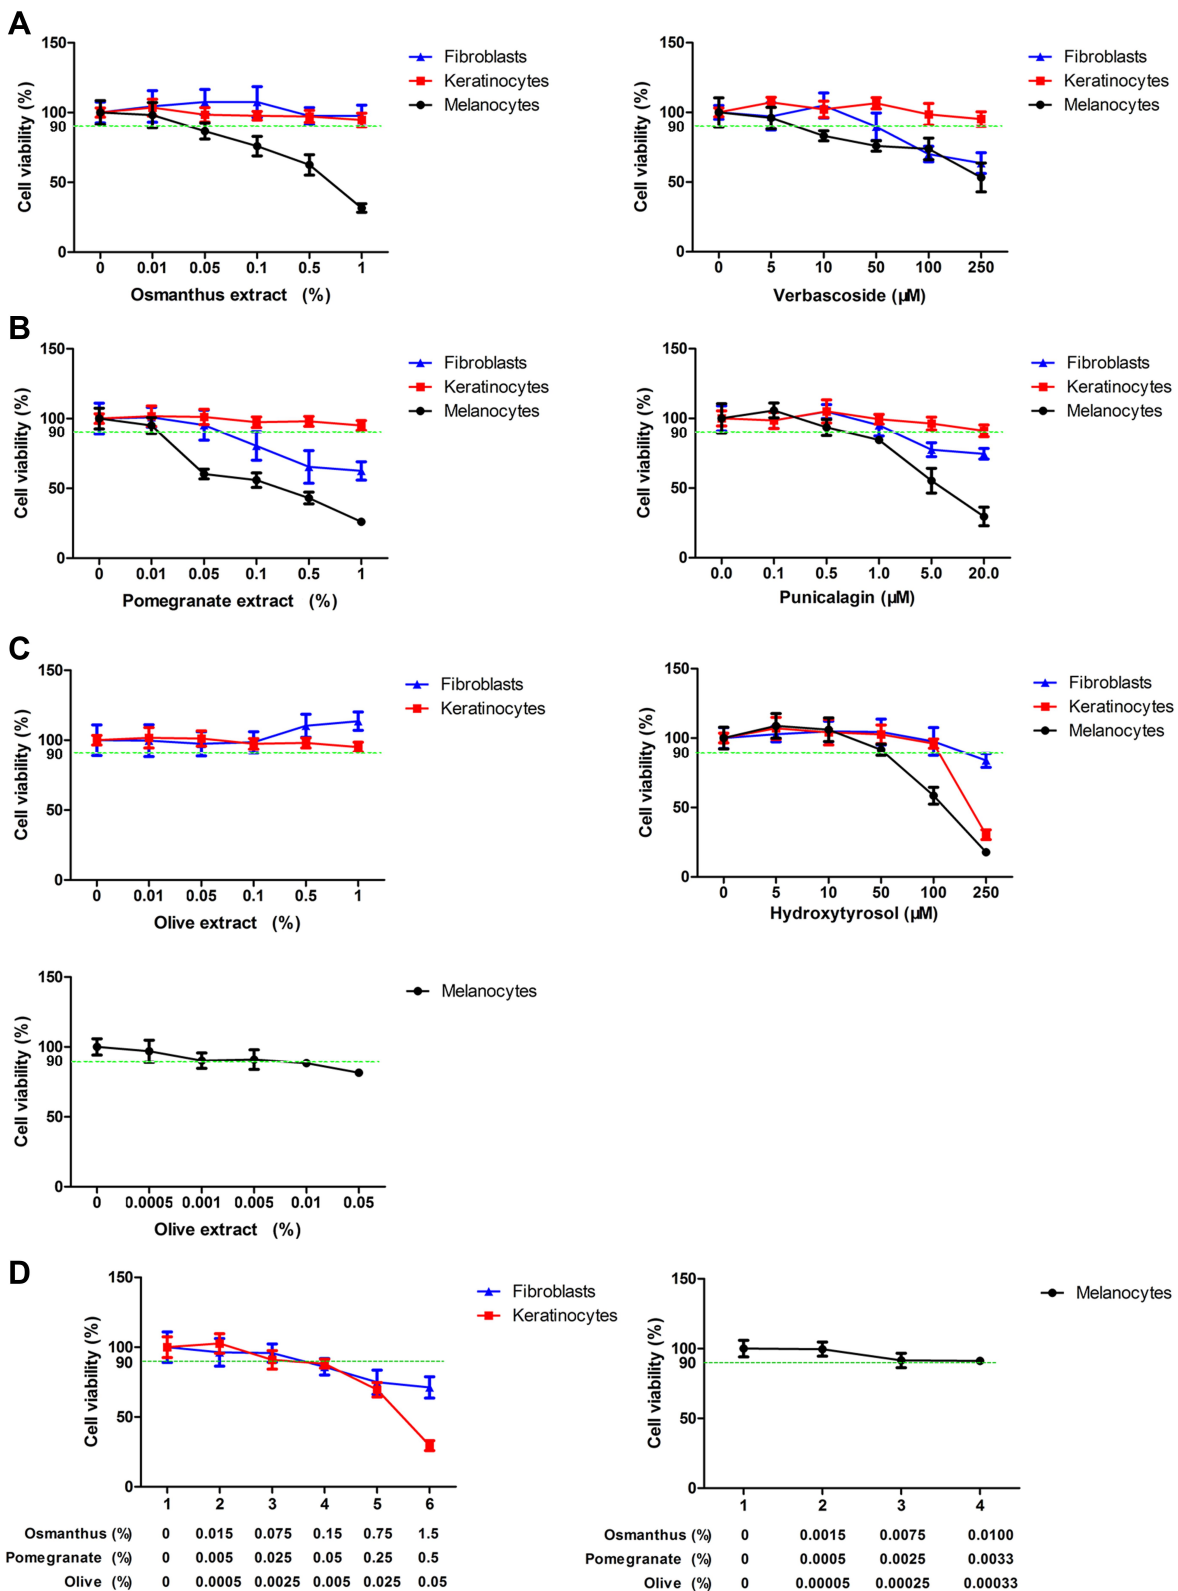 A
150
100
90
50
0
Cell viability (%)
0 0.01 0.05 0.1 0.5 1
Osmanthus extract (%)
Fibroblasts
Keratinocytes
Melanocytes
150
100
90
50
0
Cell viability (%)
0 5 10 50 100 250
Verbascoside (µM)
Fibroblasts
Keratinocytes
Melanocytes
B
150
100
90
50
0
Cell viability (%)
0 0.01 0.05 0.1 0.5 1
Pomegranate extract (%)
Fibroblasts
Keratinocytes
Melanocytes
150
100
90
50
0
Cell viability (%)
0.0 0.1 0.5 1.0 5.0 20.0
Punicalagin (µM)
Fibroblasts
Keratinocytes
Melanocytes
C
150
100
90
50
0
Cell viability (%)
0 0.01 0.05 0.1 0.5 1
Olive extract (%)
Fibroblasts
Keratinocytes
150
100
90
50
0
Cell viability (%)
0 5 10 50 100 250
Hydroxytyrosol (µM)
Fibroblasts
Keratinocytes
Melanocytes
150
100
90
50
0
Cell viability (%)
0 0.0005 0.001 0.005 0.01 0.05
Olive extract (%)
Melanocytes
D
150
100
90
50
0
Cell viability (%)
1 2 3 4 5 6
Osmanthus (%) 0 0.015 0.075 0.15 0.75 1.5
Pomegranate (%) 0 0.005 0.025 0.05 0.25 0.5
Olive (%) 0 0.0005 0.0025 0.005 0.025 0.05
Fibroblasts
Keratinocytes
150
100
90
50
0
Cell viability (%)
1 2 3 4
Osmanthus (%) 0 0.0015 0.0075 0.0100
Pomegranate (%) 0 0.0005 0.0025 0.0033
Olive (%) 0 0.00005 0.00025 0.00033
Melanocytes